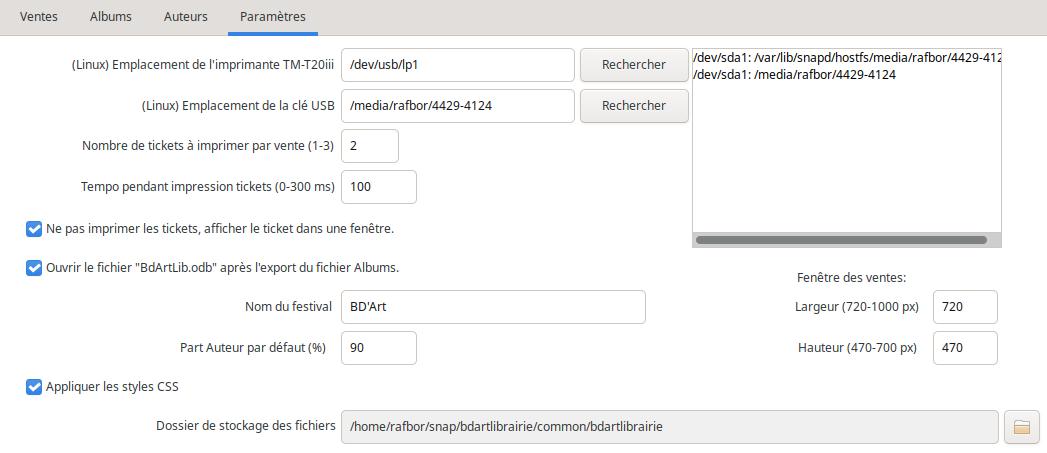 Ventes Albums Auteurs Paramètres
(Linux) Emplacement de l'imprimante TM-T20iii /dev/usb/lp1 Rechercher
/dev/sda1: /var/lib/snapd/hostfs/media/rafbor/4429-412
/dev/sda1: /media/rafbor/4429-4124
(Linux) Emplacement de la clé USB /media/rafbor/4429-4124 Rechercher
Nombre de tickets à imprimer par vente (1-3) 2
Tempo pendant impression tickets (0-300 ms) 100
Ne pas imprimer les tickets, afficher le ticket dans une fenêtre.
Ouvrir le fichier "BdArtLib.odb" après l'export du fichier Albums.
Fenêtre des ventes:
Nom du festival BD'Art Largeur (720-1000 px) 720
Part Auteur par défaut (%) 90 Hauteur (470-700 px) 470
Appliquer les styles CSS
Dossier de stockage des fichiers /home/rafbor/snap/bdartlibrairie/common/bdartlibrairie